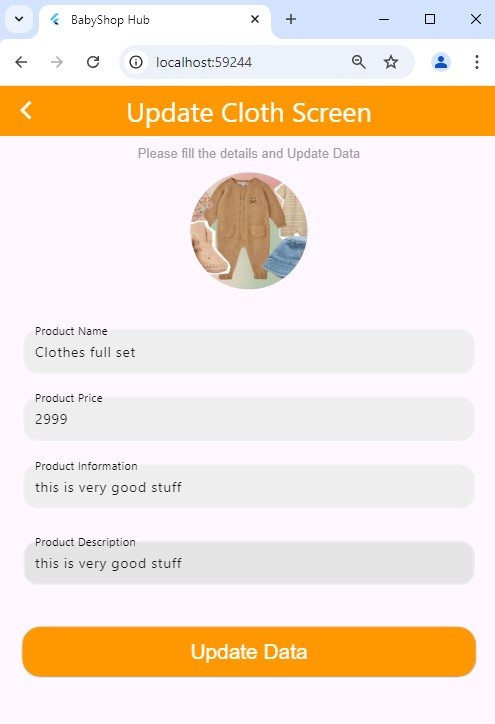 BabyShop Hub
localhost:59244
Update Cloth Screen
Please fill the details and Update Data
Product Name
Clothes full set
Product Price
2999
Product Information
this is very good stuff
Product Description
this is very good stuff
Update Data